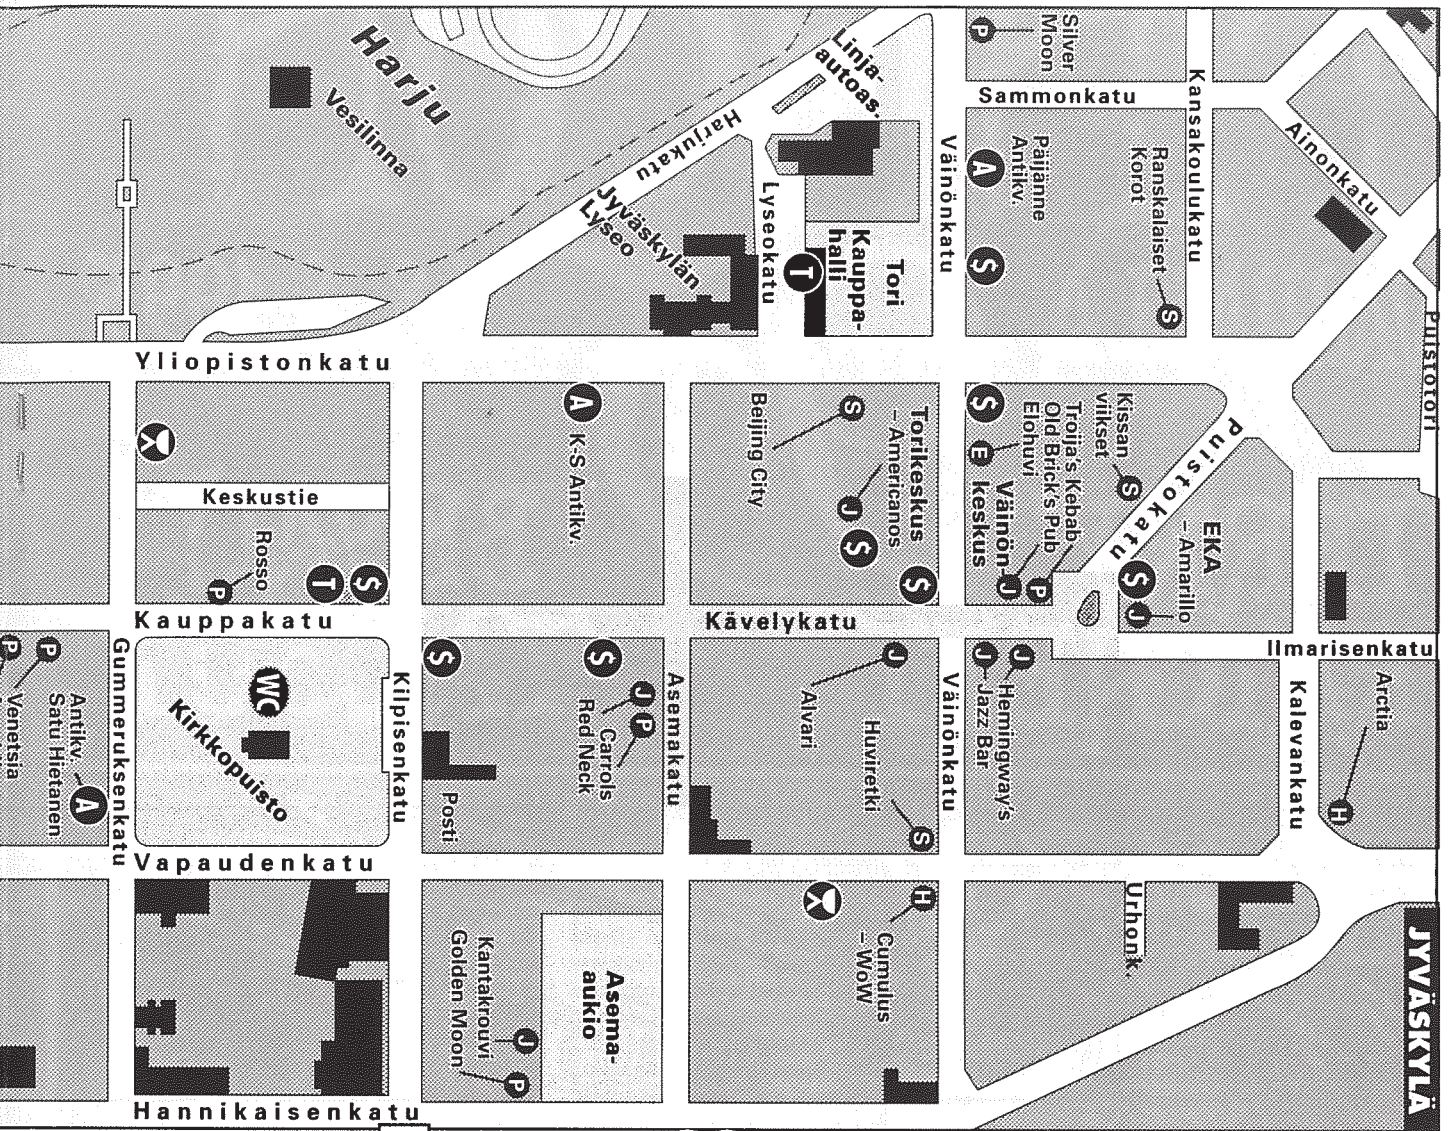 JYVÄSKYLÄ
Harju
Vesilinna
Linja-
autoas.
Harjukatu
Jyväskylän
Lyseo
Lyseokatu
Tori
Kauppa-
halli
T
Väinönkatu
Silver
Moon
P
Sammonkatu
Kansakoulukatu
Ainonkatu
Päijänne
Antikv.
A
$
Ranskalaiset
Korot
S
Puistotori
Yliopistonkatu
Keskustie
Rosso
P
T
$
A
K-S Antikv.
Beijing City
S
Torikeskus
– Americanos
J
$
$
$
Kissan
viikset
S
Troija's Kebab
Old Brick's Pub
Elohuvi
E
Väinön-
keskus
J
P
Puistokatu
EKA
– Amarillo
$
J
Kauppakatu
Kävelykatu
Ilmarisenkatu
Gummeruksenkatu
P
P
Venetsia
Antikv.
Satu Hietanen
A
WC
Kirkkopuisto
Kilpisenkatu
$
$
J
P
Carrols
Red Neck
Posti
Asemakatu
J
Alvari
Huviretki
S
Väinönkatu
J
J
Hemingway's
Jazz Bar
Kalevankatu
Arctia
H
Vapaudenkatu
Kantakrouvi
Golden Moon
J
P
Asema-
aukio
H
Cumulus
– WoW
Urhonk.
Hannikaisenkatu